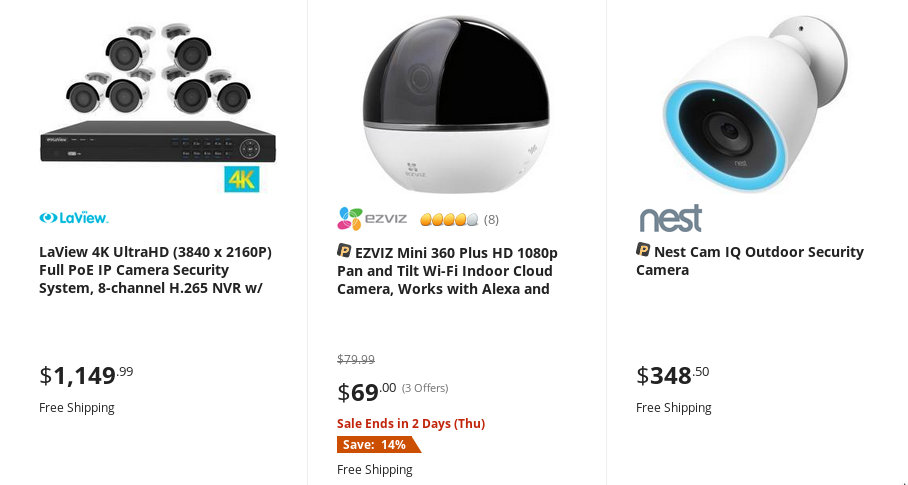 4K
LaView
LaView 4K UltraHD (3840 x 2160P)
Full PoE IP Camera Security
System, 8-channel H.265 NVR w/
$1,149.99
Free Shipping
EZVIZ
EZVIZ (8)
P EZVIZ Mini 360 Plus HD 1080p
Pan and Tilt Wi-Fi Indoor Cloud
Camera, Works with Alexa and
$79.99
$69.00 (3 Offers)
Sale Ends in 2 Days (Thu)
Save: 14%
Free Shipping
nest
nest
P Nest Cam IQ Outdoor Security
Camera
$348.50
Free Shipping